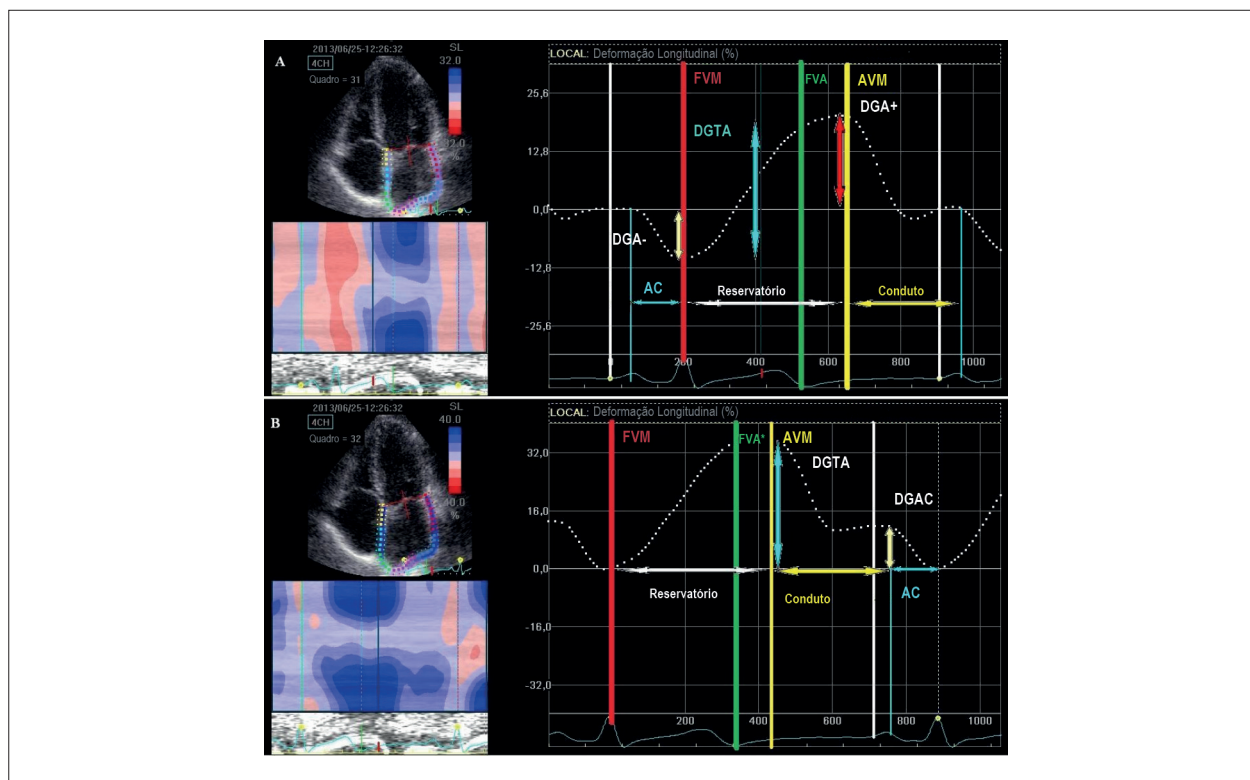 A
2013/06/25-12:26:32
4CH
Quadro = 31
SL
32.0
%
LOCAL: Deformação Longitudinal (%)
FVM
FVA
AVM
DGA+
DGTA
DGA-
AC
Reservatório
Conduto
25,6
12,8
0,0
-12,8
-25,6
0
200
400
600
800
1000
B
2013/06/25-12:26:32
4CH
Quadro = 32
SL
40.0
%
LOCAL: Deformação Longitudinal (%)
FVM
FVA*
AVM
DGTA
DGAC
Reservatório
Conduto
AC
32,0
16,0
0,0
-16,0
-32,0
200
400
600
800
1000